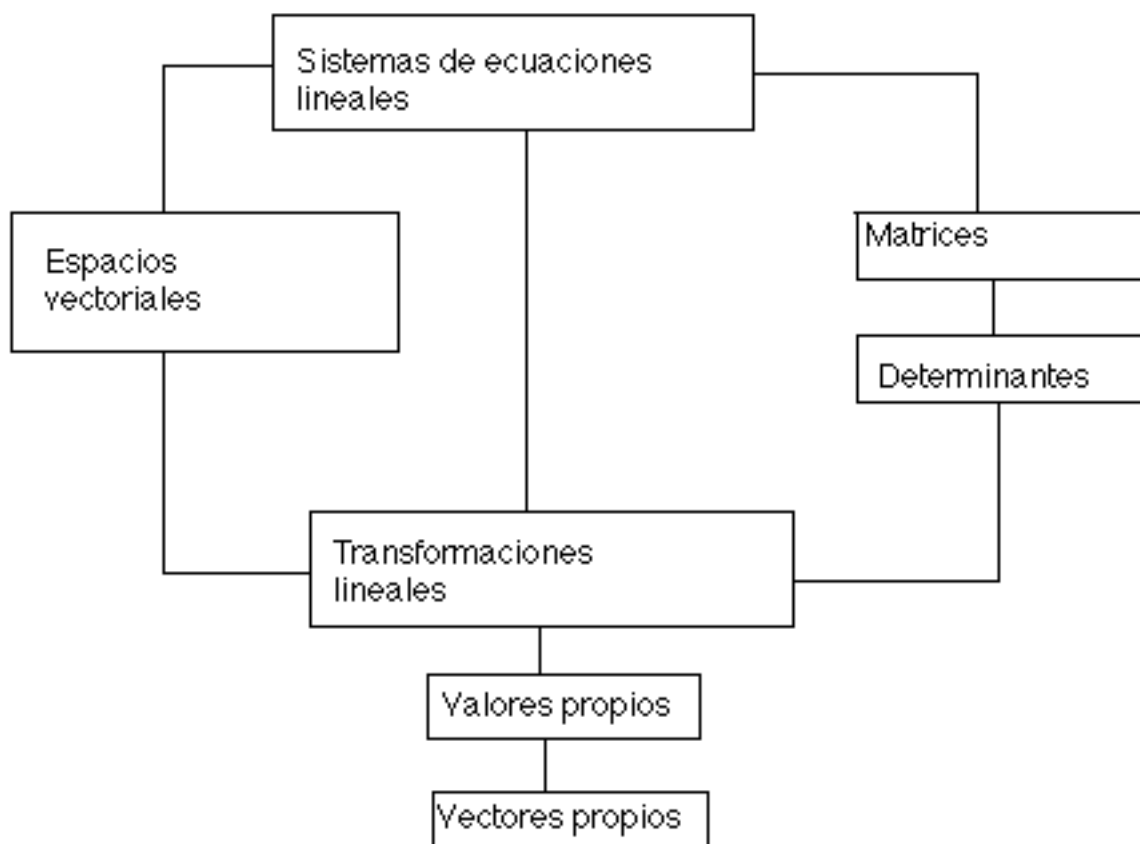 Sistemas de ecuaciones
lineales
Espacios
vectoriales
Matrices
Determinantes
Transformaciones
lineales
Valores propios
Vectores propios